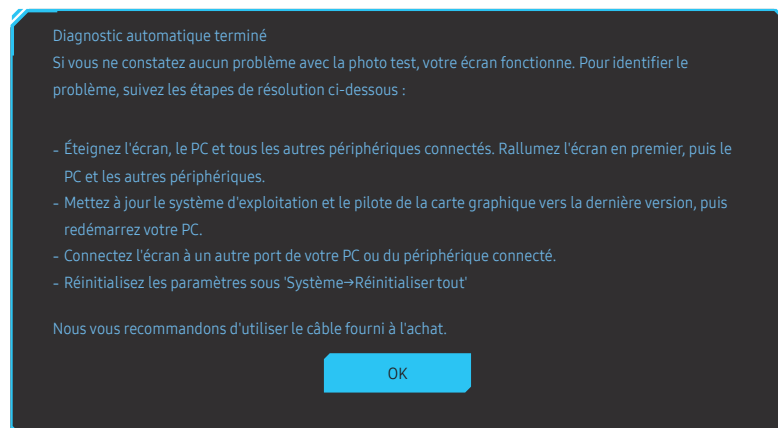 Diagnostic automatique terminé
Si vous ne constatez aucun problème avec la photo test, votre écran fonctionne. Pour identifier le
problème, suivez les étapes de résolution ci-dessous :
- Éteignez l'écran, le PC et tous les autres périphériques connectés. Rallumez l'écran en premier, puis le
PC et les autres périphériques.
- Mettez à jour le système d'exploitation et le pilote de la carte graphique vers la dernière version, puis
redémarrez votre PC.
- Connectez l'écran à un autre port de votre PC ou du périphérique connecté.
- Réinitialisez les paramètres sous 'Système→Réinitialiser tout'
Nous vous recommandons d'utiliser le câble fourni à l'achat.
OK